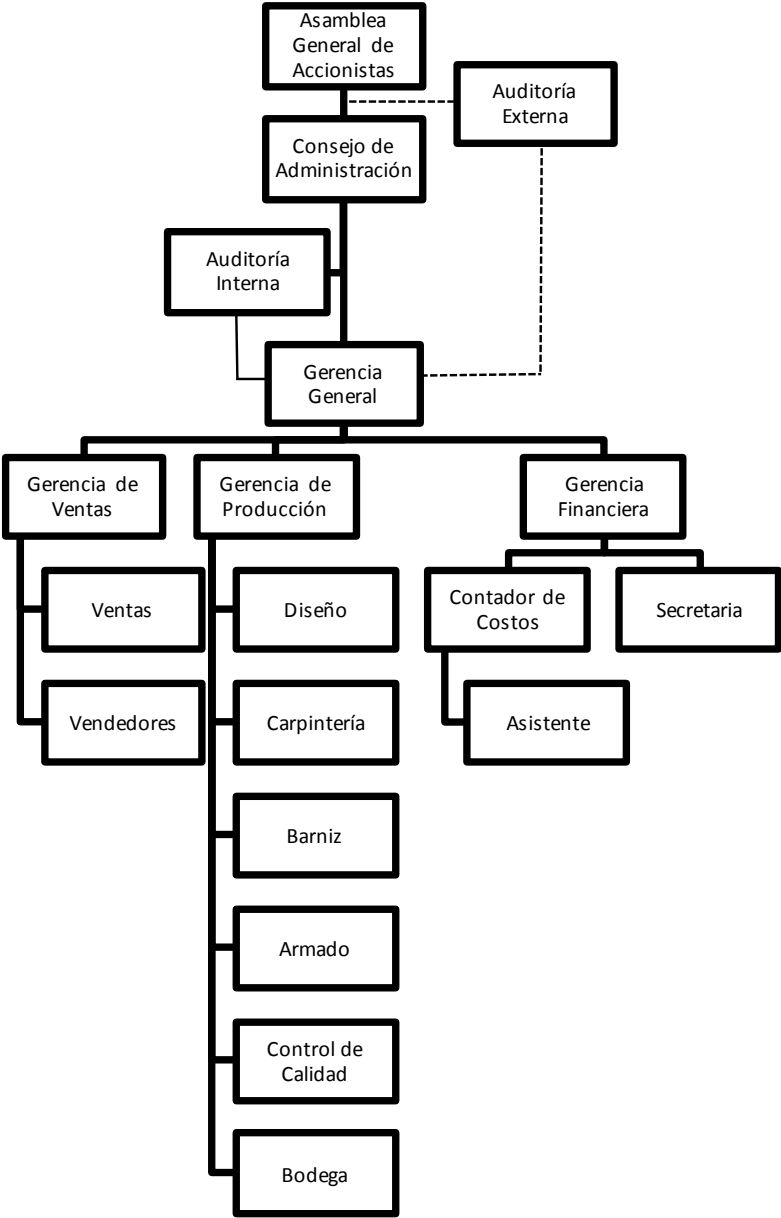 Asamblea
General de
Accionistas
Auditoría
Externa
Consejo de
Administración
Auditoría
Interna
Gerencia
General
Gerencia de
Ventas
Gerencia de
Producción
Gerencia
Financiera
Ventas
Diseño
Contador de
Costos
Secretaria
Vendedores
Carpintería
Asistente
Barniz
Armado
Control de
Calidad
Bodega